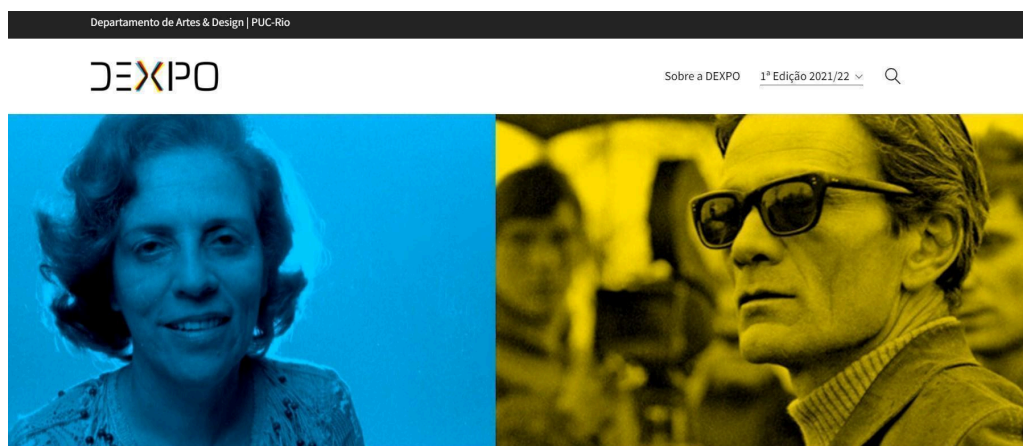 Departamento de Artes & Design | PUC-Rio
DEXPO
Sobre a DEXPO
1ª Edição 2021/22